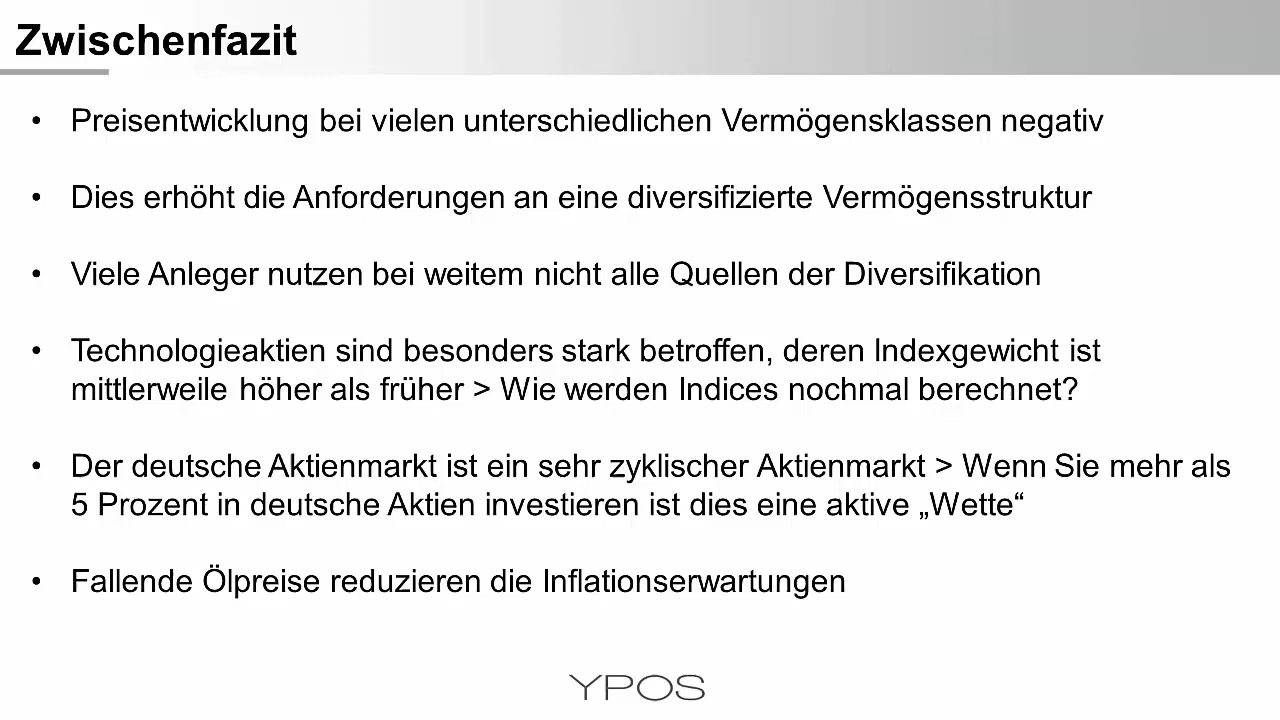 Zwischenfazit
• Preisentwicklung bei vielen unterschiedlichen Vermögensklassen negativ
• Dies erhöht die Anforderungen an eine diversifizierte Vermögensstruktur
• Viele Anleger nutzen bei weitem nicht alle Quellen der Diversifikation
• Technologieaktien sind besonders stark betroffen, deren Indexgewicht ist
mittlerweile höher als früher > Wie werden Indices nochmal berechnet?
• Der deutsche Aktienmarkt ist ein sehr zyklischer Aktienmarkt > Wenn Sie mehr als
5 Prozent in deutsche Aktien investieren ist dies eine aktive „Wette“
• Fallende Ölpreise reduzieren die Inflationserwartungen
YPOS